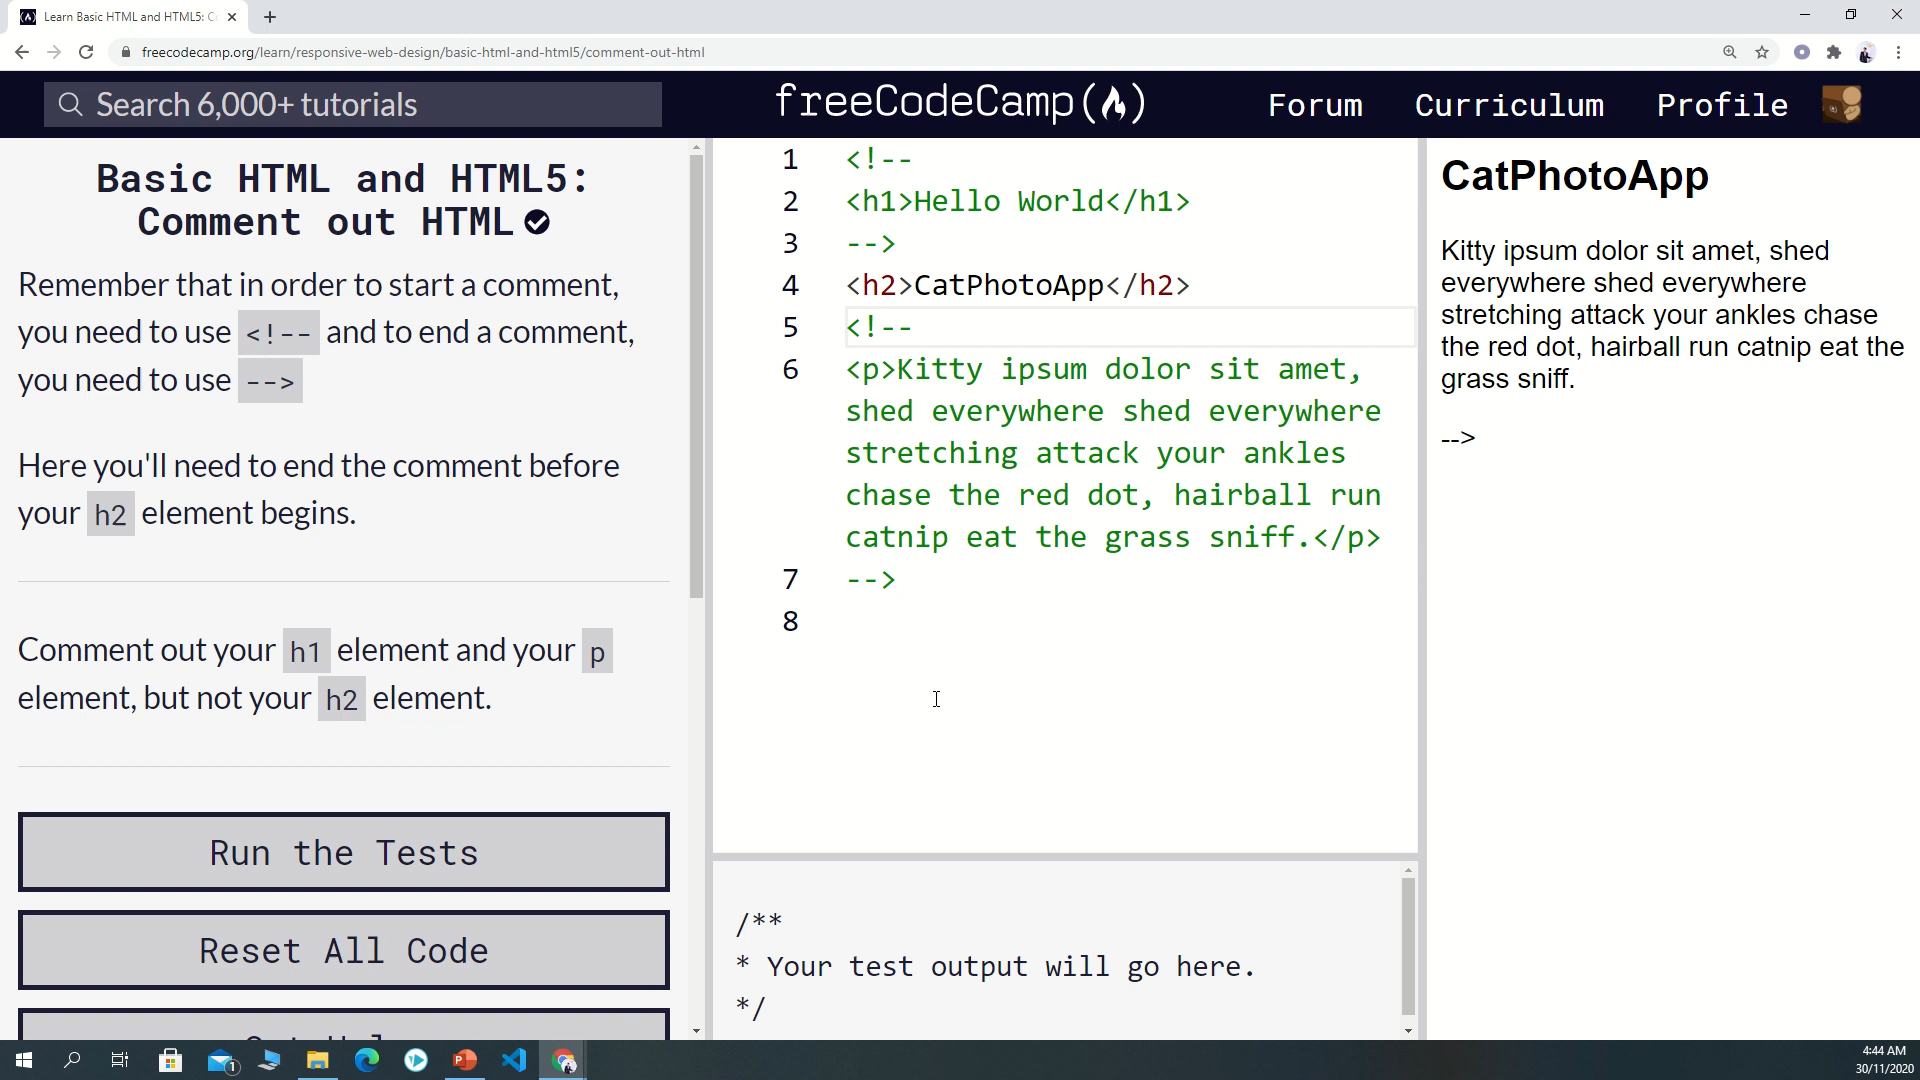 Learn Basic HTML and HTML5: C
freecodecamp.org/learn/responsive-web-design/basic-html-and-html5/comment-out-html
Search 6,000+ tutorials
freeCodeCamp
Forum
Curriculum
Profile
Basic HTML and HTML5:
Comment out HTML
Remember that in order to start a comment,
you need to use <!-- and to end a comment,
you need to use -->
Here you'll need to end the comment before
your h2 element begins.
Comment out your h1 element and your p
element, but not your h2 element.
Run the Tests
Reset All Code
1 <!--
2 <h1>Hello World</h1>
3 -->
4 <h2>CatPhotoApp</h2>
5 <!--
6 <p>Kitty ipsum dolor sit amet,
shed everywhere shed everywhere
stretching attack your ankles
chase the red dot, hairball run
catnip eat the grass sniff.</p>
7 -->
8
/**
* Your test output will go here.
*/
CatPhotoApp
Kitty ipsum dolor sit amet, shed
everywhere shed everywhere
stretching attack your ankles chase
the red dot, hairball run catnip eat the
grass sniff.
-->
1
4:44 AM
30/11/2020